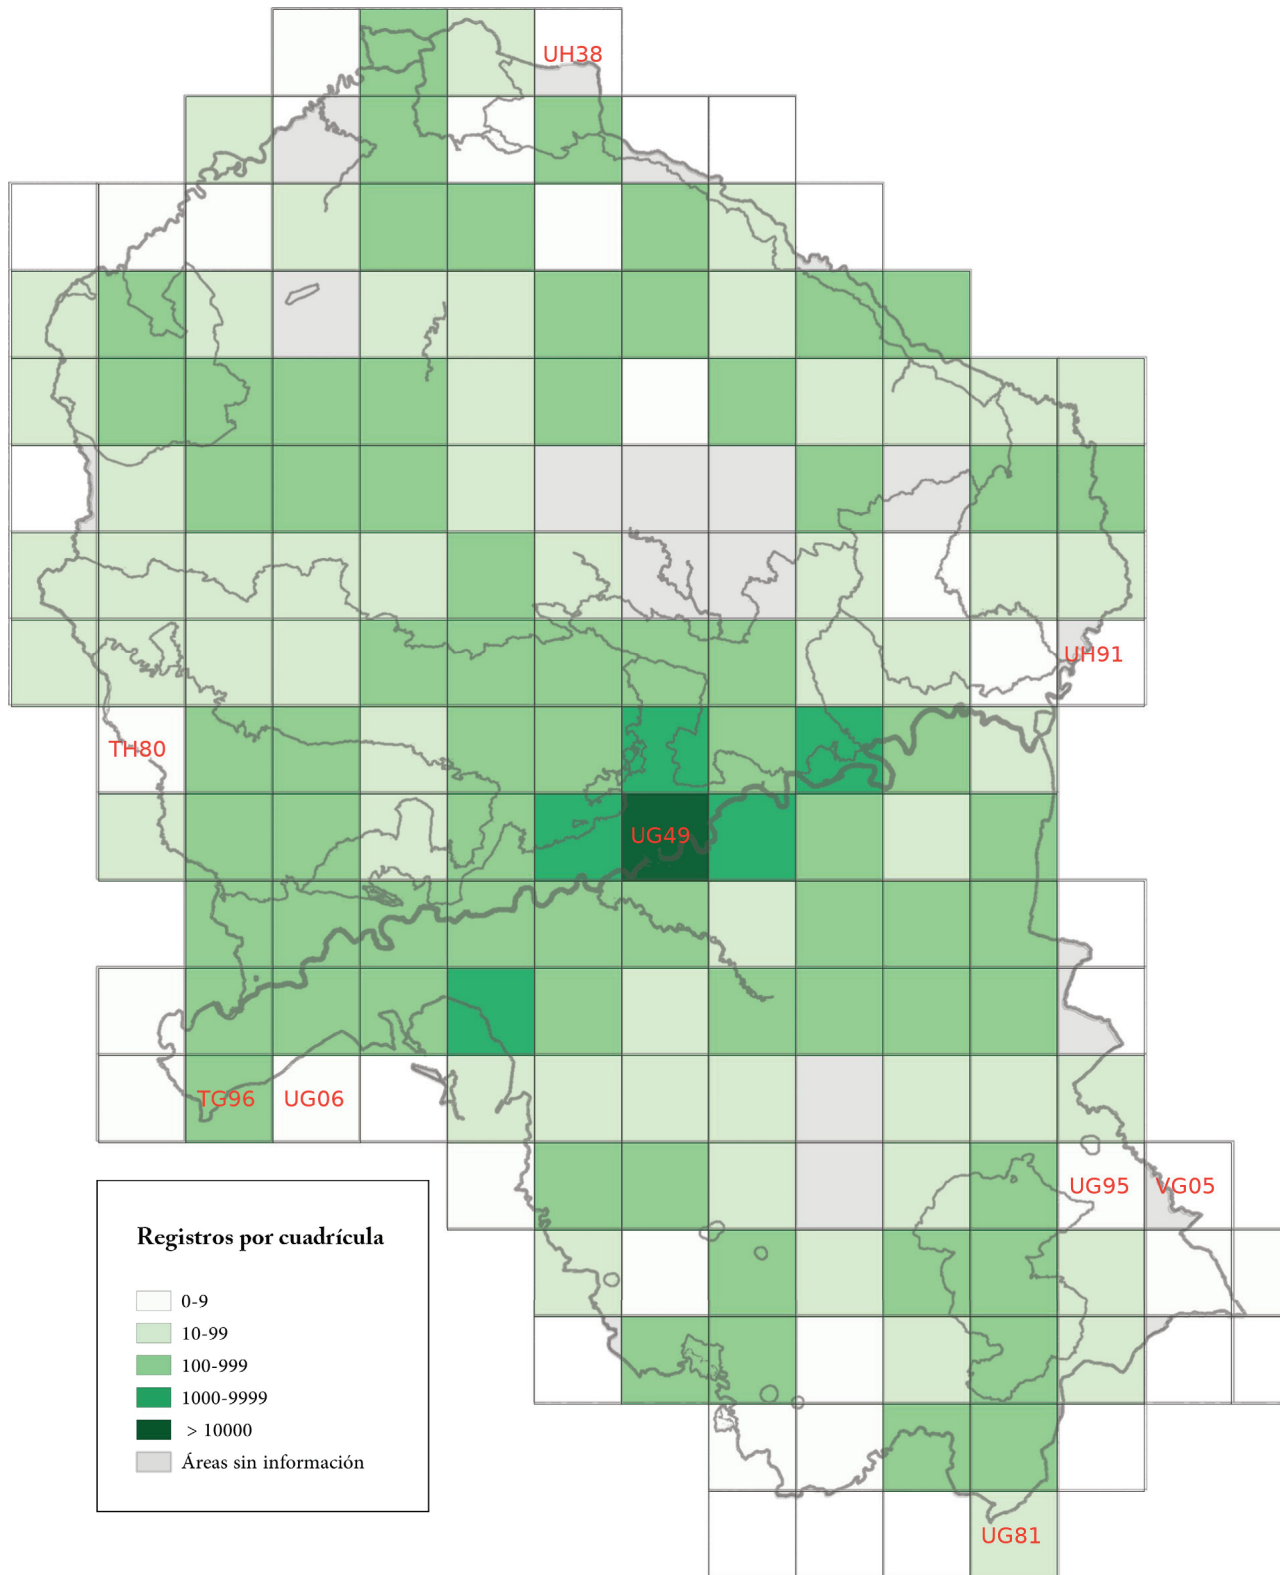 UH38
UH91
TH80
UG49
TG96
UG06
UG95
VG05
Registros por cuadrícula
0-9
10-99
100-999
1000-9999
> 10000
Áreas sin información
UG81